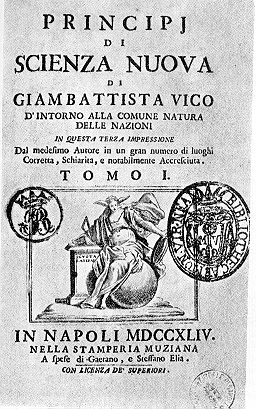 PRINCIPJ
DI
SCIENZA NUOVA
DI
GIAMBATTISTA VICO
D'INTORNO ALLA COMUNE NATURA
DELLE NAZIONI
IN QUESTA TERZA IMPRESSIONE
Dal medesimo Autore in un gran numero di luoghi
Corretta, Schiarita, e notabilmente Accresciuta.
TOMO I.
IGNOTA
LATEBAT
IN NAPOLI MDCCXLIV.
NELLA STAMPERIA MUZIANA
A spese di Gaetano, e Steffano Elia.
CON LICENZA DE' SUPERIORI.